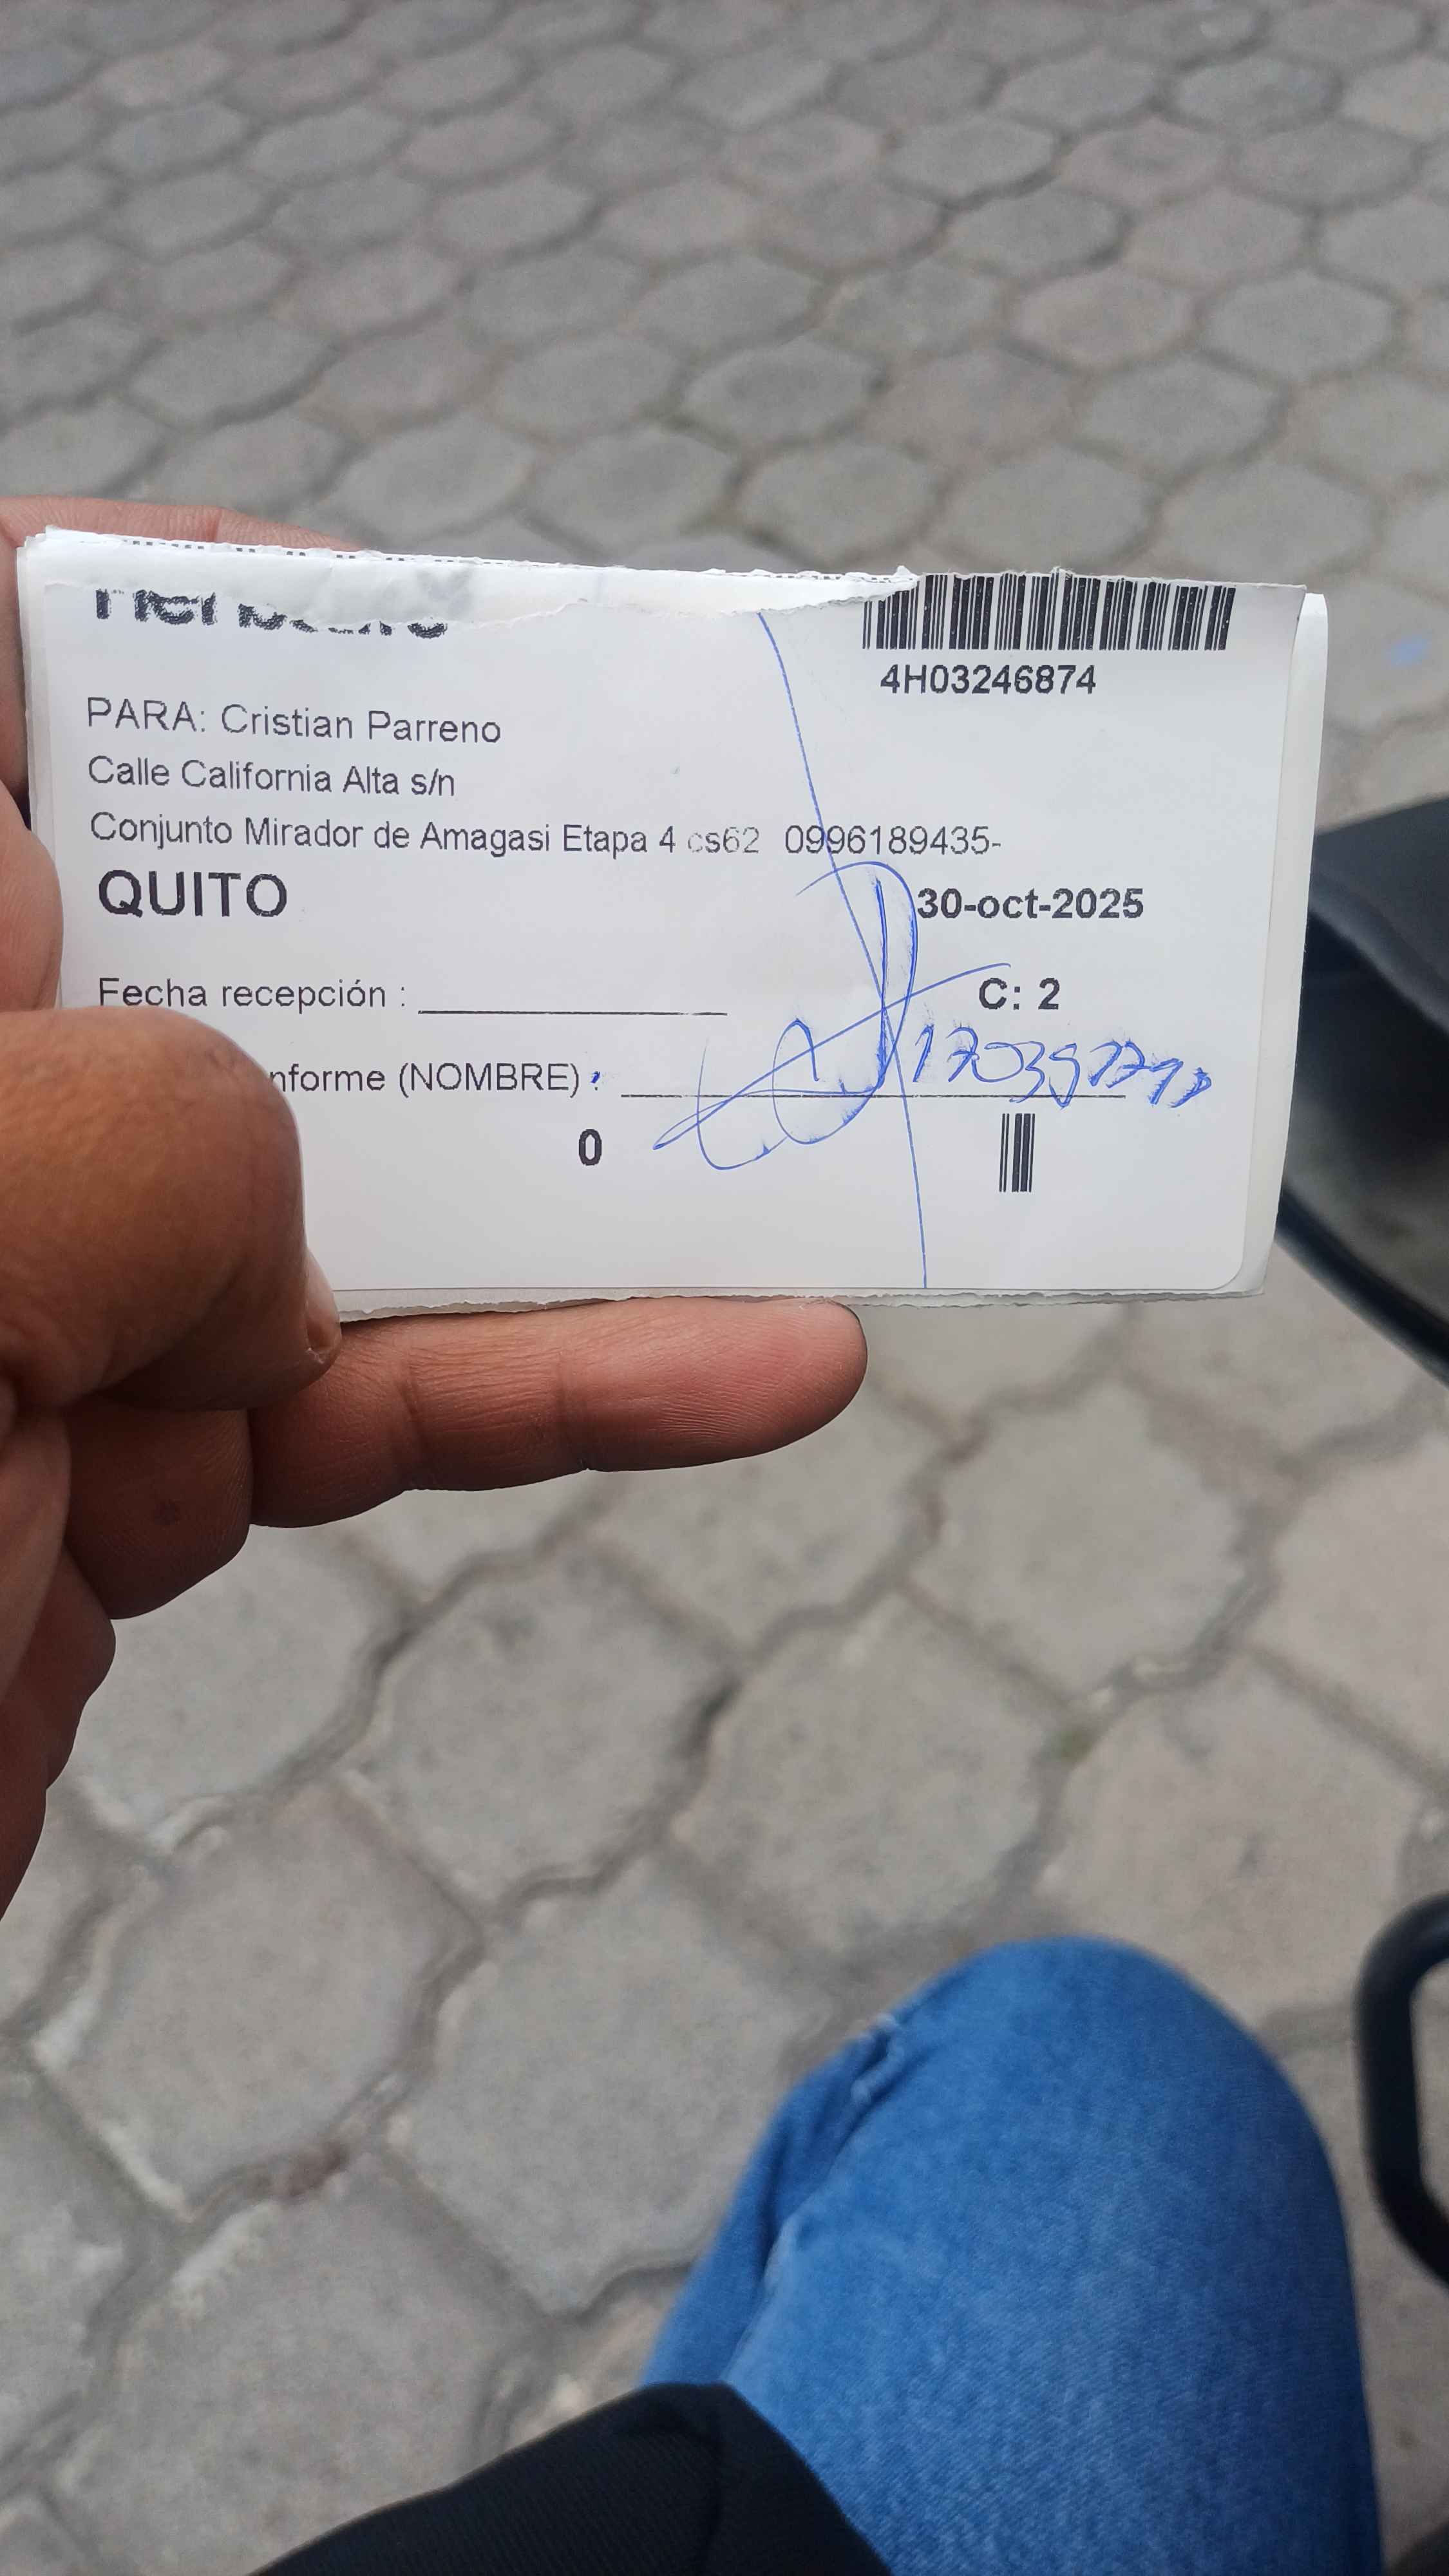 4H03246874
PARA: Cristian Parreno
Calle California Alta s/n
Conjunto Mirador de Amagasi Etapa 4 cs62 0996189435-
QUITO
30-oct-2025
Fecha recepción :
C: 2
nforme (NOMBRE) :
0